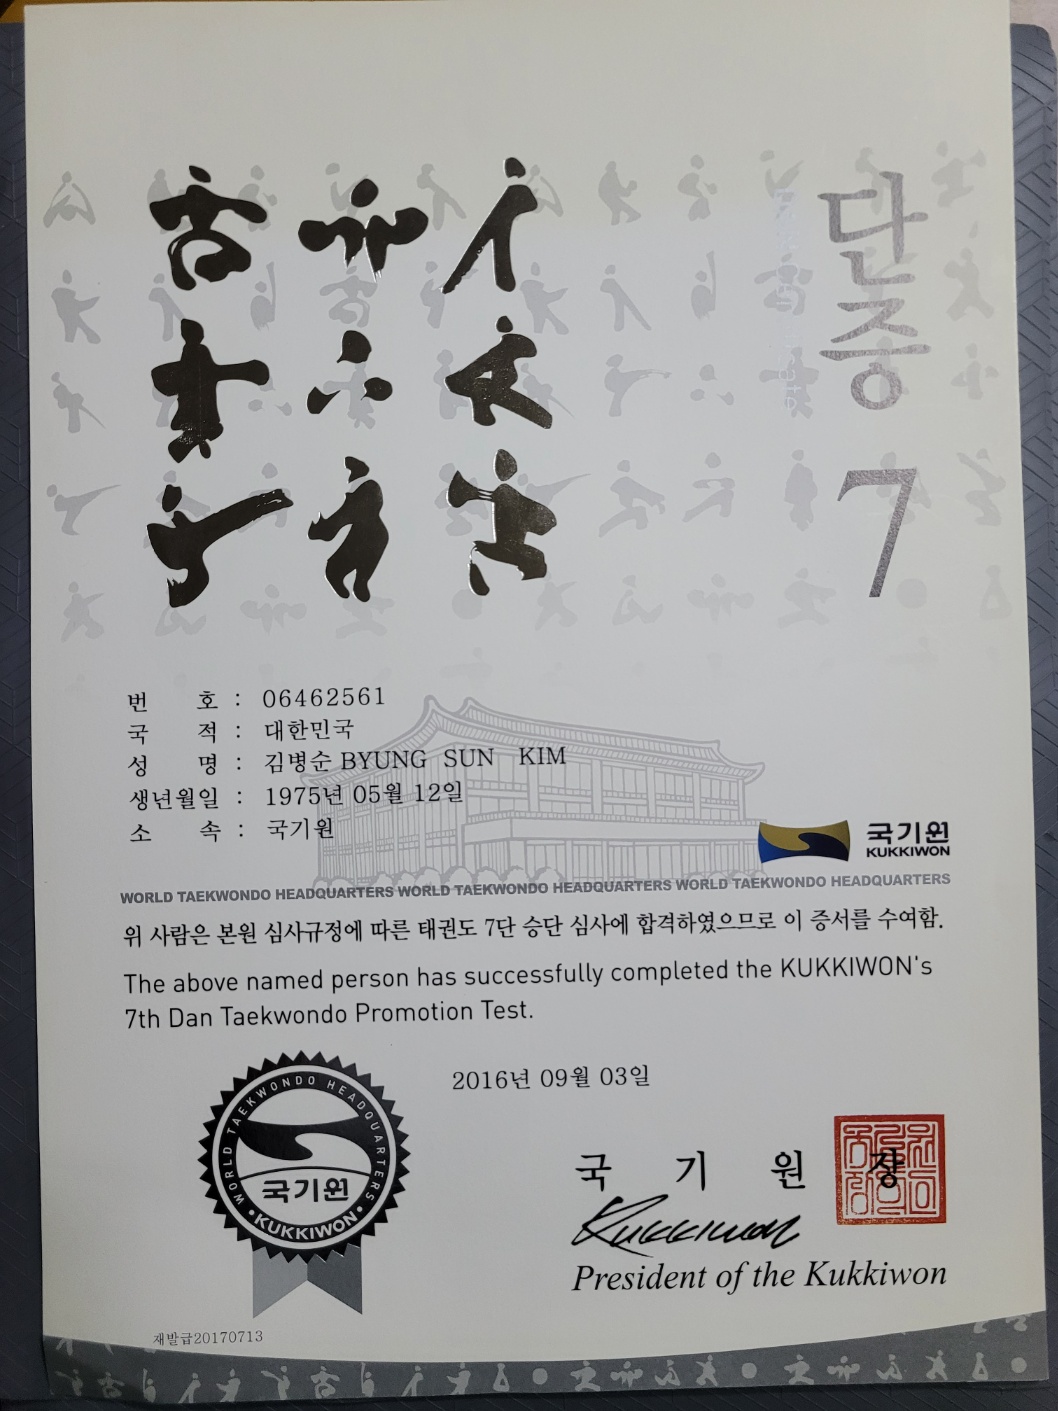 단증
7
번 호 : 06462561
국 적 : 대한민국
성 명 : 김병순 BYUNG SUN KIM
생년월일 : 1975년 05월 12일
소 속 : 국기원
국기원
KUKKIWON
WORLD TAEKWONDO HEADQUARTERS WORLD TAEKWONDO HEADQUARTERS WORLD TAEKWONDO HEADQUARTERS
위 사람은 본원 심사규정에 따른 태권도 7단 승단 심사에 합격하였으므로 이 증서를 수여함.
The above named person has successfully completed the KUKKIWON's
7th Dan Taekwondo Promotion Test.
2016년 09월 03일
WORLD TAEKWONDO HEADQUARTERS
국기원
KUKKIWON
국 기 원 장
Kukkiwon
President of the Kukkiwon
재발급20170713